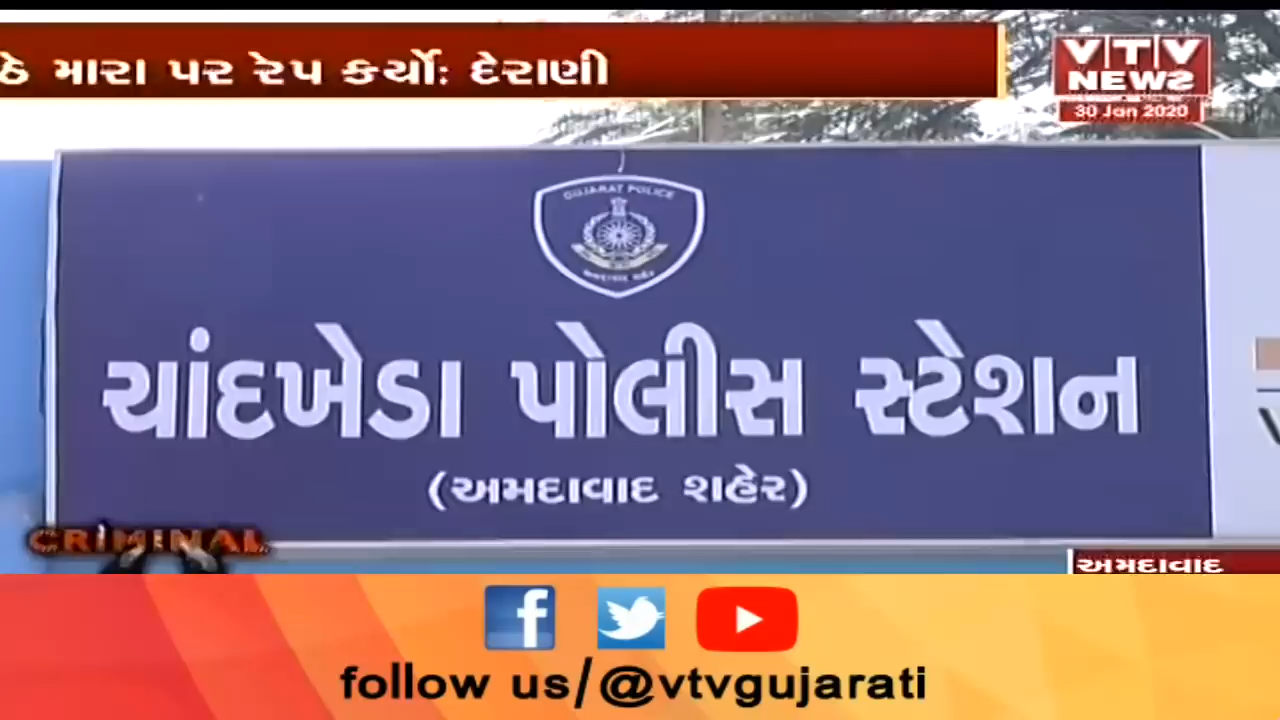 ઠે મારા પર રેપ કર્યોઃ દેરાણી
VTV
NEWS
30 Jan 2020
GUJARAT POLICE
ચાંદખેડા પોલીસ સ્ટેશન
(અમદાવાદ શહેર)
CRIMINAL
અમદાવાદ
follow us/@vtvgujarati